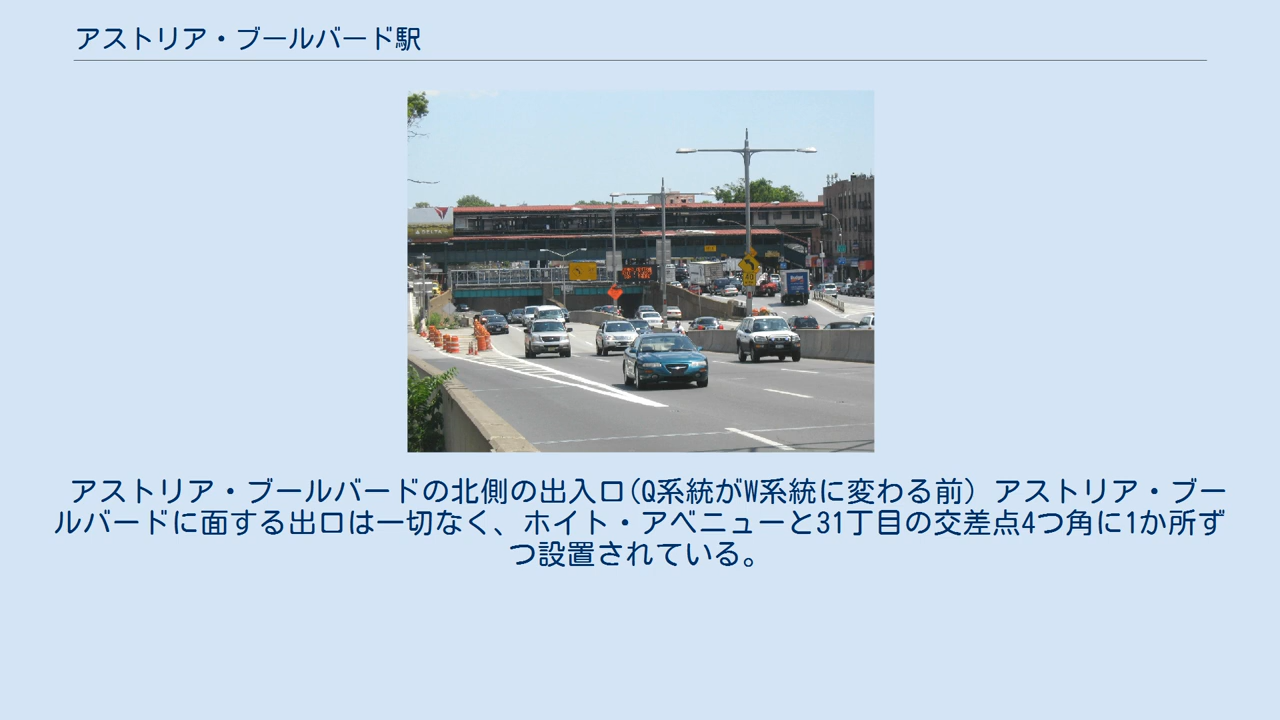 アストリア・ブールバード駅
アストリア・ブールバードの北側の出入口(Q系統がW系統に変わる前) アストリア・ブー
ルバードに面する出口は一切なく、ホイト・アベニューと31丁目の交差点4つ角に1か所ず
つ設置されている。